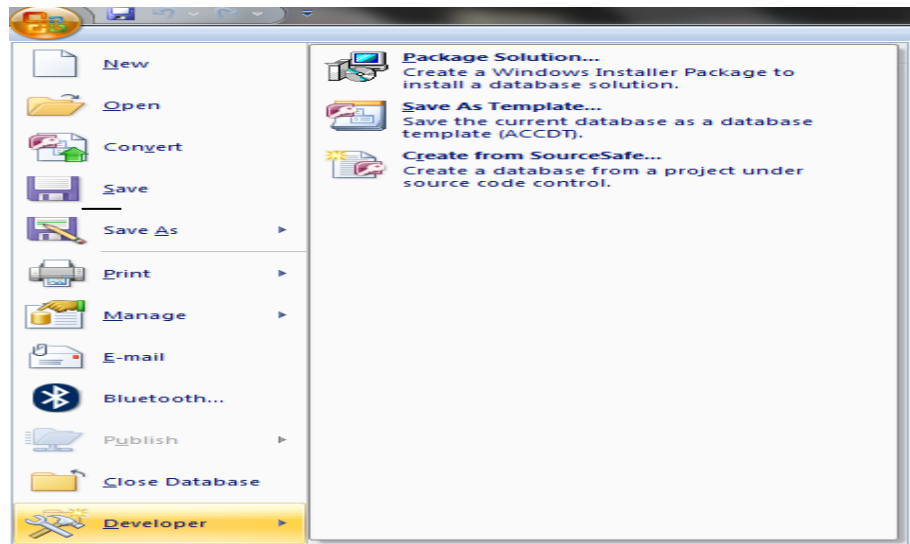 New
Open
Convert
Save
Save As
Print
Manage
E-mail
Bluetooth...
Publish
Close Database
Developer
Package Solution...
Create a Windows Installer Package to
install a database solution.
Save As Template...
Save the current database as a database
template (ACCDT).
Create from SourceSafe...
Create a database from a project under
source code control.